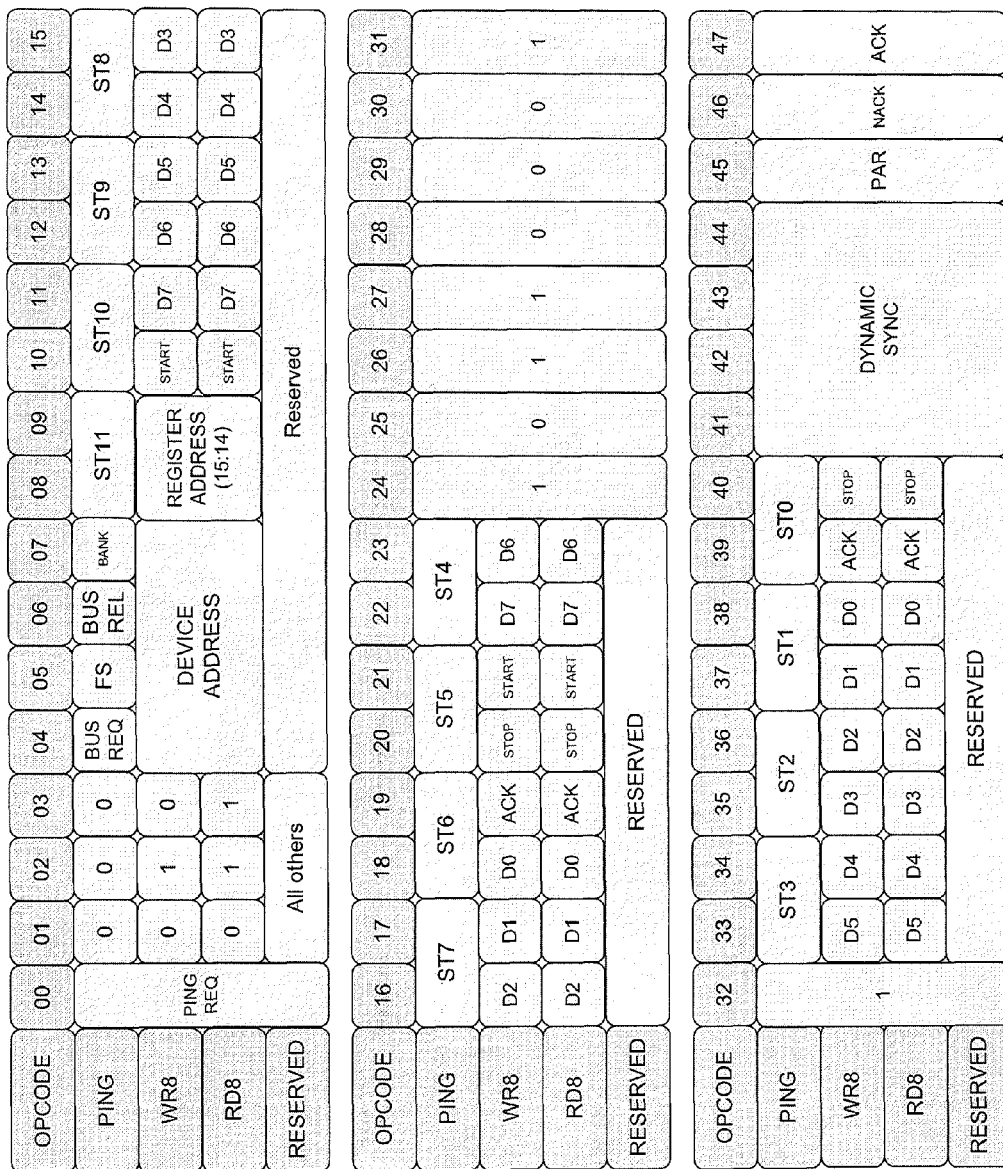 OPCODE 00 01 02 03 04 05 06 07 08 09 10 11 12 13 14 15
PING PING REQ 0 0 0 BUS REQ FS BUS REL BANK ST11 ST10 ST9 ST8
WR8 0 1 0 DEVICE ADDRESS REGISTER ADDRESS (15:14) START D7 D6 D5 D4 D3
RD8 0 1 1 START D7 D6 D5 D4 D3
RESERVED All others Reserved
OPCODE 16 17 18 19 20 21 22 23 24 25 26 27 28 29 30 31
PING ST7 ST6 ST5 ST4 1 0 1 1 0 0 0 1
WR8 D2 D1 D0 ACK STOP START D7 D6
RD8 D2 D1 D0 ACK STOP START D7 D6
RESERVED RESERVED
OPCODE 32 33 34 35 36 37 38 39 40 41 42 43 44 45 46 47
PING 1 ST3 ST2 ST1 ST0 DYNAMIC SYNC PAR NACK ACK
WR8 D5 D4 D3 D2 D1 D0 ACK STOP
RD8 D5 D4 D3 D2 D1 D0 ACK STOP
RESERVED RESERVED